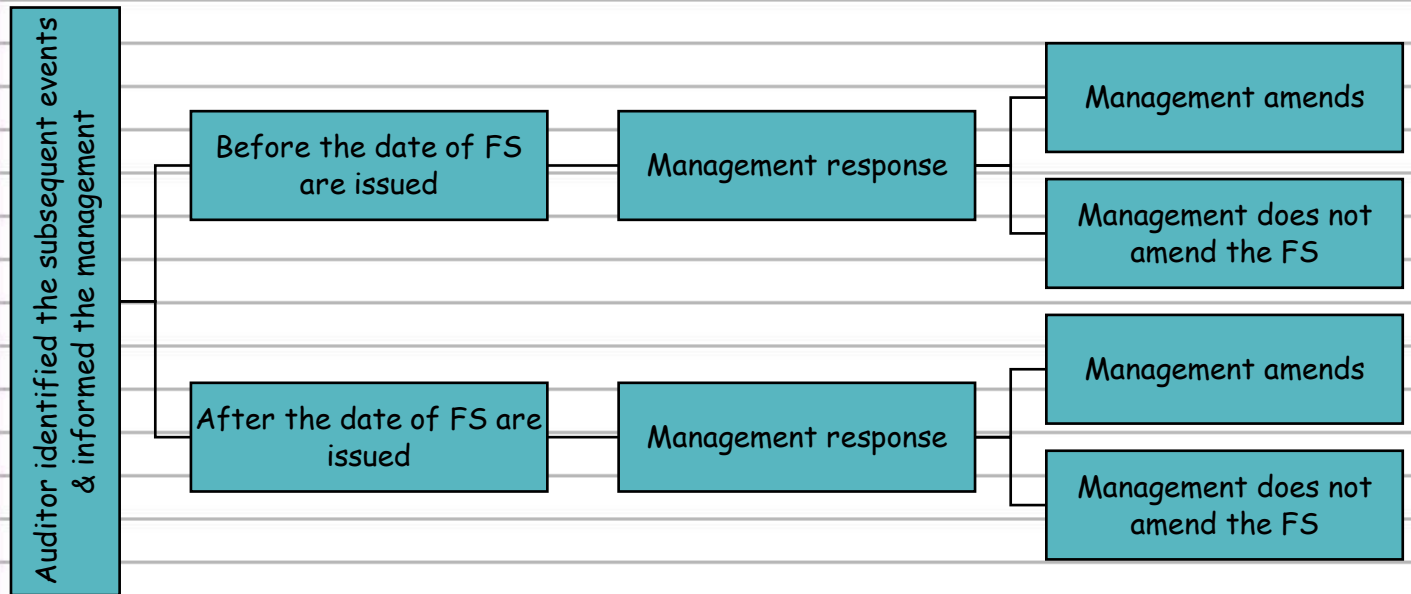 Auditor identified the subsequent events
& informed the management
Before the date of FS
are issued
Management response
Management amends
Management does not
amend the FS
After the date of FS are
issued
Management response
Management amends
Management does not
amend the FS